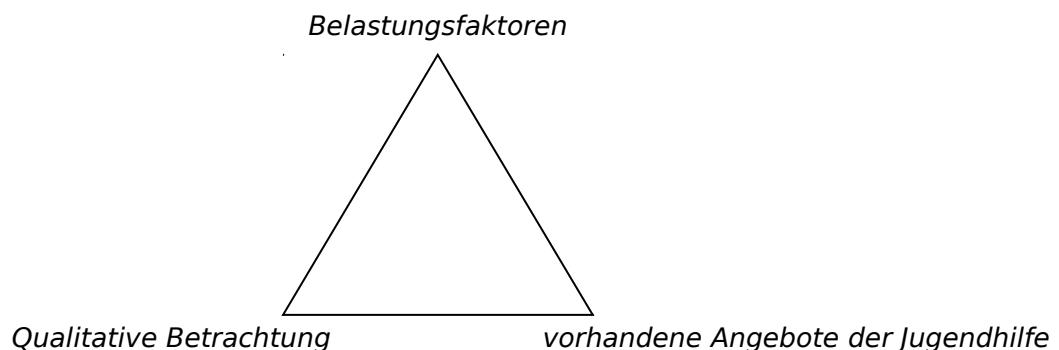 Belastungsfaktoren
Qualitative Betrachtung vorhandene Angebote der Jugendhilfe